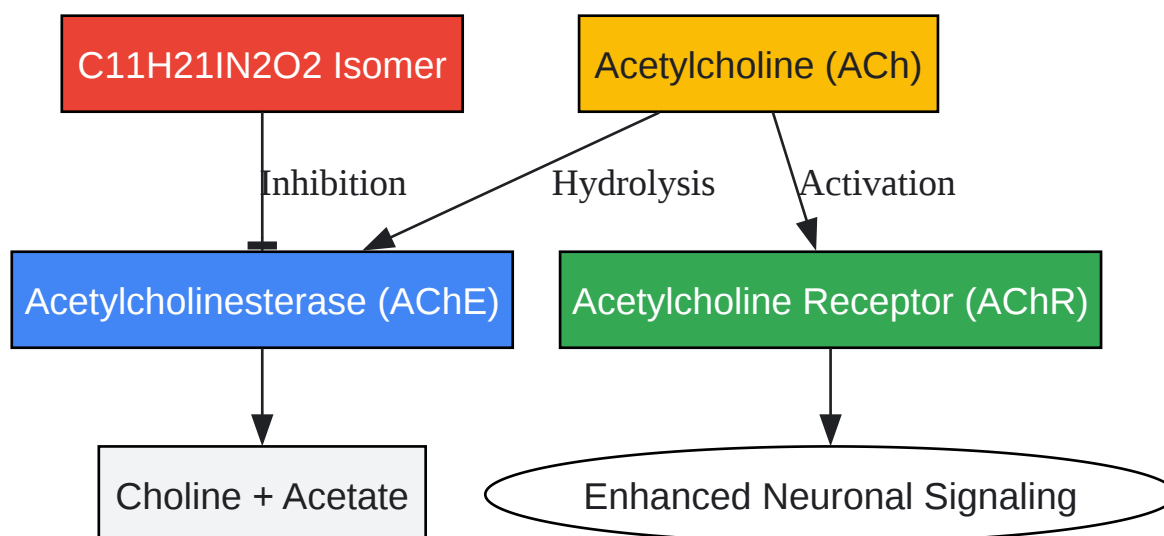 C11H21IN2O2 Isomer
Acetylcholine (ACh)
Inhibition
Hydrolysis
Activation
Acetylcholinesterase (AChE)
Acetylcholine Receptor (AChR)
Choline + Acetate
Enhanced Neuronal Signaling